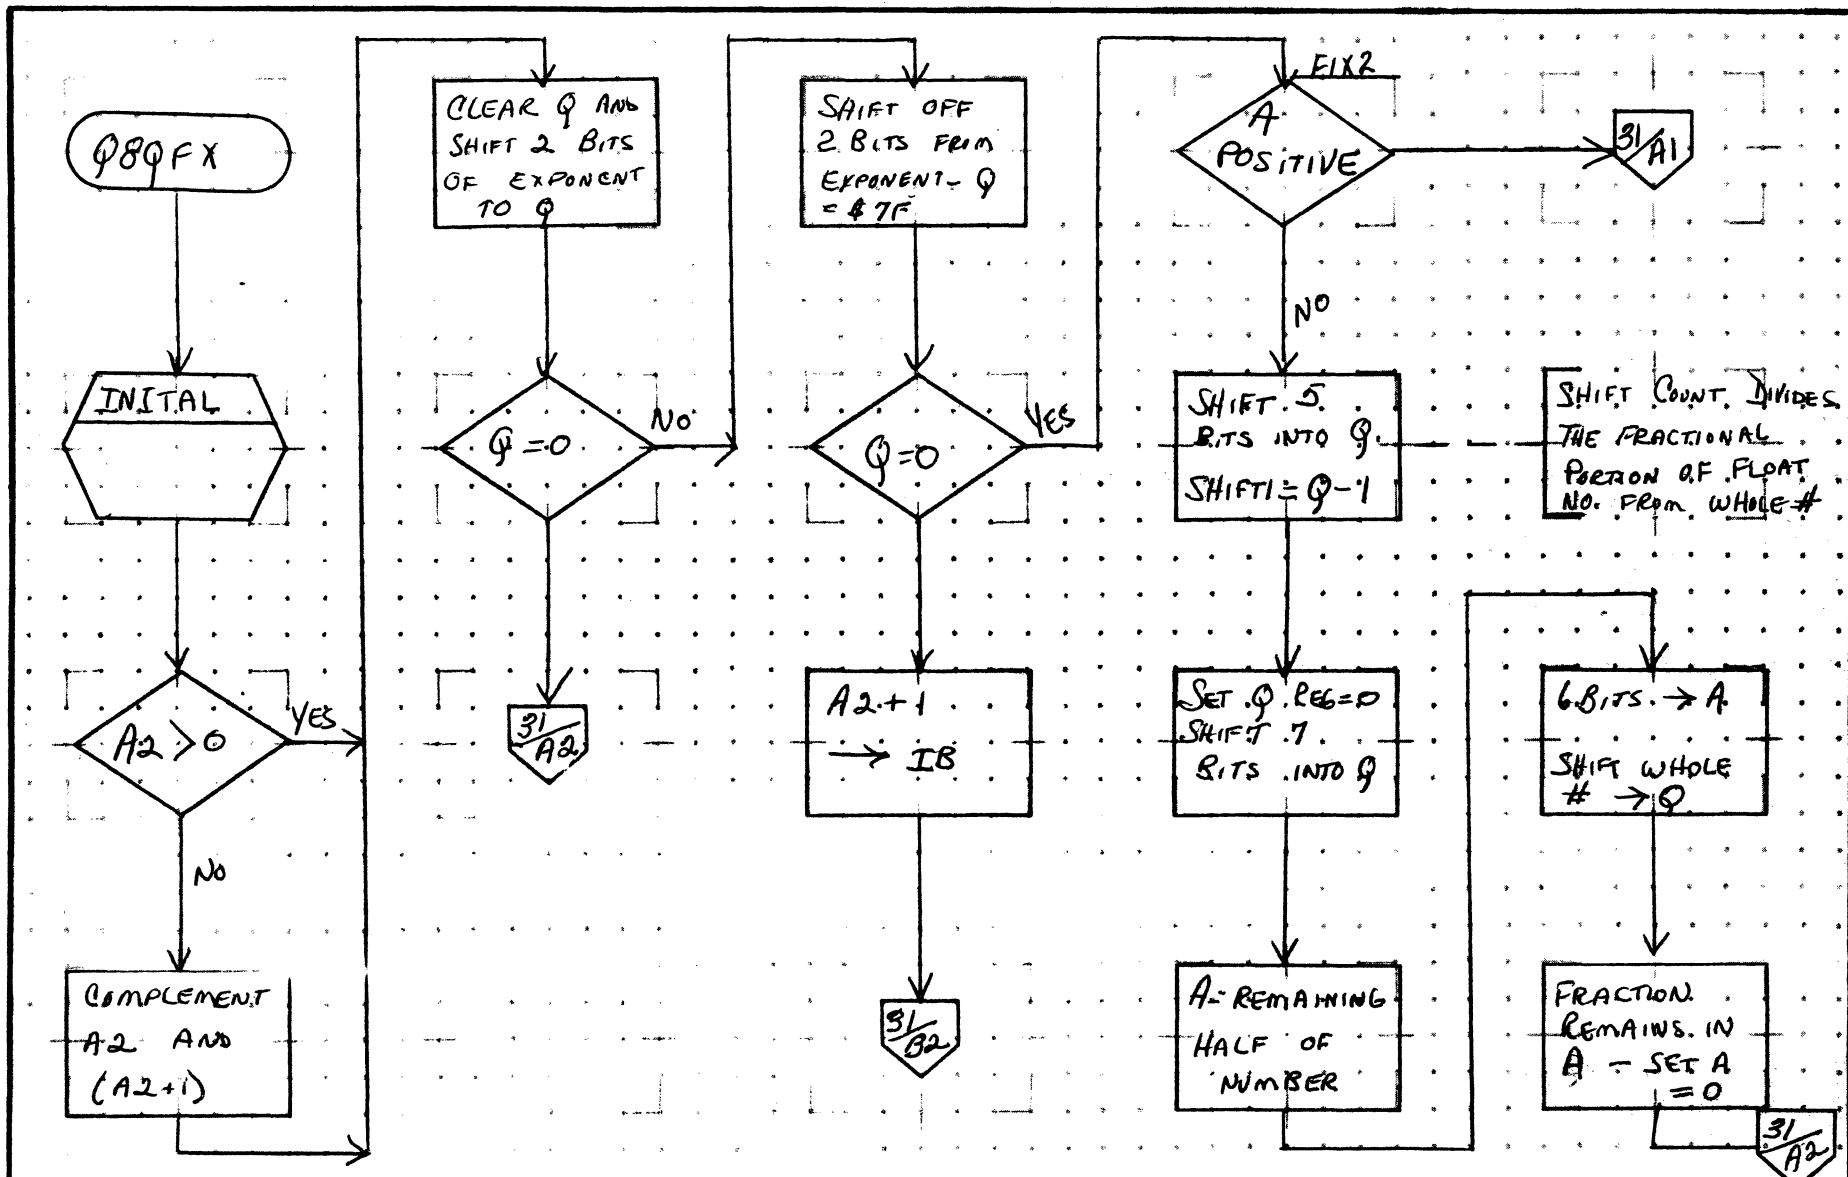 Q8QFX
INITAL
A2 > 0
YES
NO
COMPLEMENT
A2 AND
(A2+1)
CLEAR Q AND
SHIFT 2 BITS
OF EXPONENT
TO Q
Q=0
NO
31/A2
SHIFT OFF
2 BITS FROM
EXPONENT - Q
= $7F
Q=0
YES
A2+1
→ IB
31/B2
FIX2
A
POSITIVE
31/A1
NO
SHIFT 5
BITS INTO Q
SHIFT1 = Q-1
SHIFT COUNT DIVIDES
THE FRACTIONAL
PORTION OF FLOAT
NO. FROM WHOLE #
SET Q REG=0
SHIFT 7
BITS INTO Q
A- REMAINING
HALF OF
NUMBER
6 BITS → A
SHIFT WHOLE
# → Q
FRACTION
REMAINS IN
A - SET A
= 0
31/A2